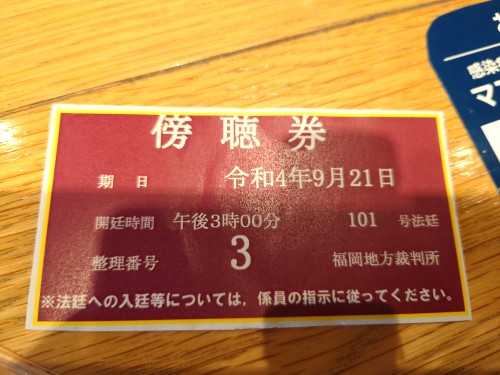 傍聴券
期日 令和4年9月21日
開廷時間 午後3時00分 101 号法廷
整理番号 3 福岡地方裁判所
※法廷への入廷等については、係員の指示に従ってください。
感染
マ